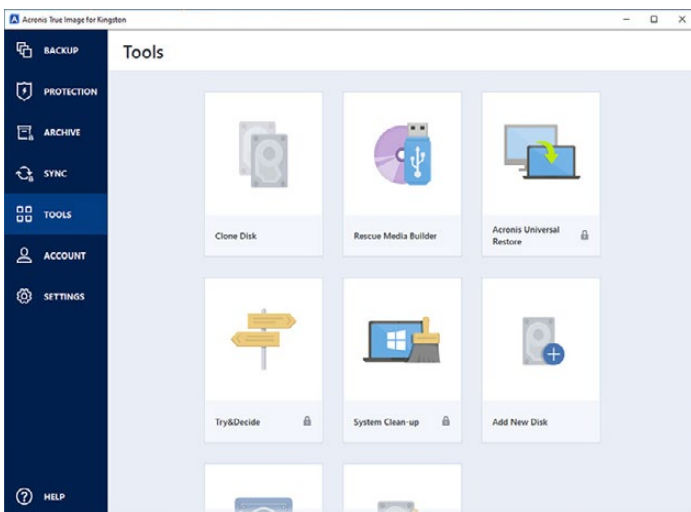 Acronis True Image for Kingston
BACKUP
Tools
PROTECTION
ARCHIVE
SYNC
TOOLS
ACCOUNT
SETTINGS
HELP
Clone Disk
Rescue Media Builder
Acronis Universal
Restore
Try&Decide
System Clean-up
Add New Disk